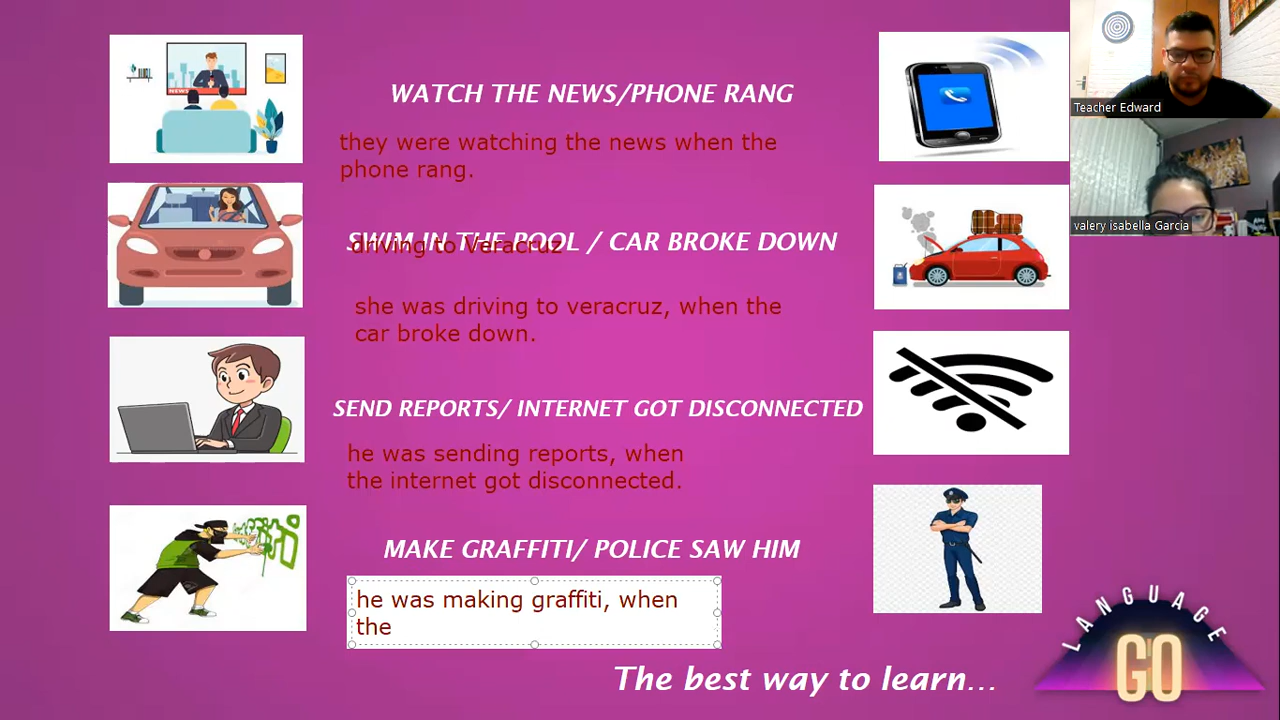 WATCH THE NEWS/PHONE RANG
they were watching the news when the
phone rang.
SWIM IN THE POOL / CAR BROKE DOWN
driving to Veracruz
she was driving to veracruz, when the
car broke down.
SEND REPORTS/ INTERNET GOT DISCONNECTED
he was sending reports, when
the internet got disconnected.
MAKE GRAFFITI/ POLICE SAW HIM
he was making graffiti, when
the
The best way to learn...
LANGUAGE
GO
NEWS
Teacher Edward
valery isabella Garcia